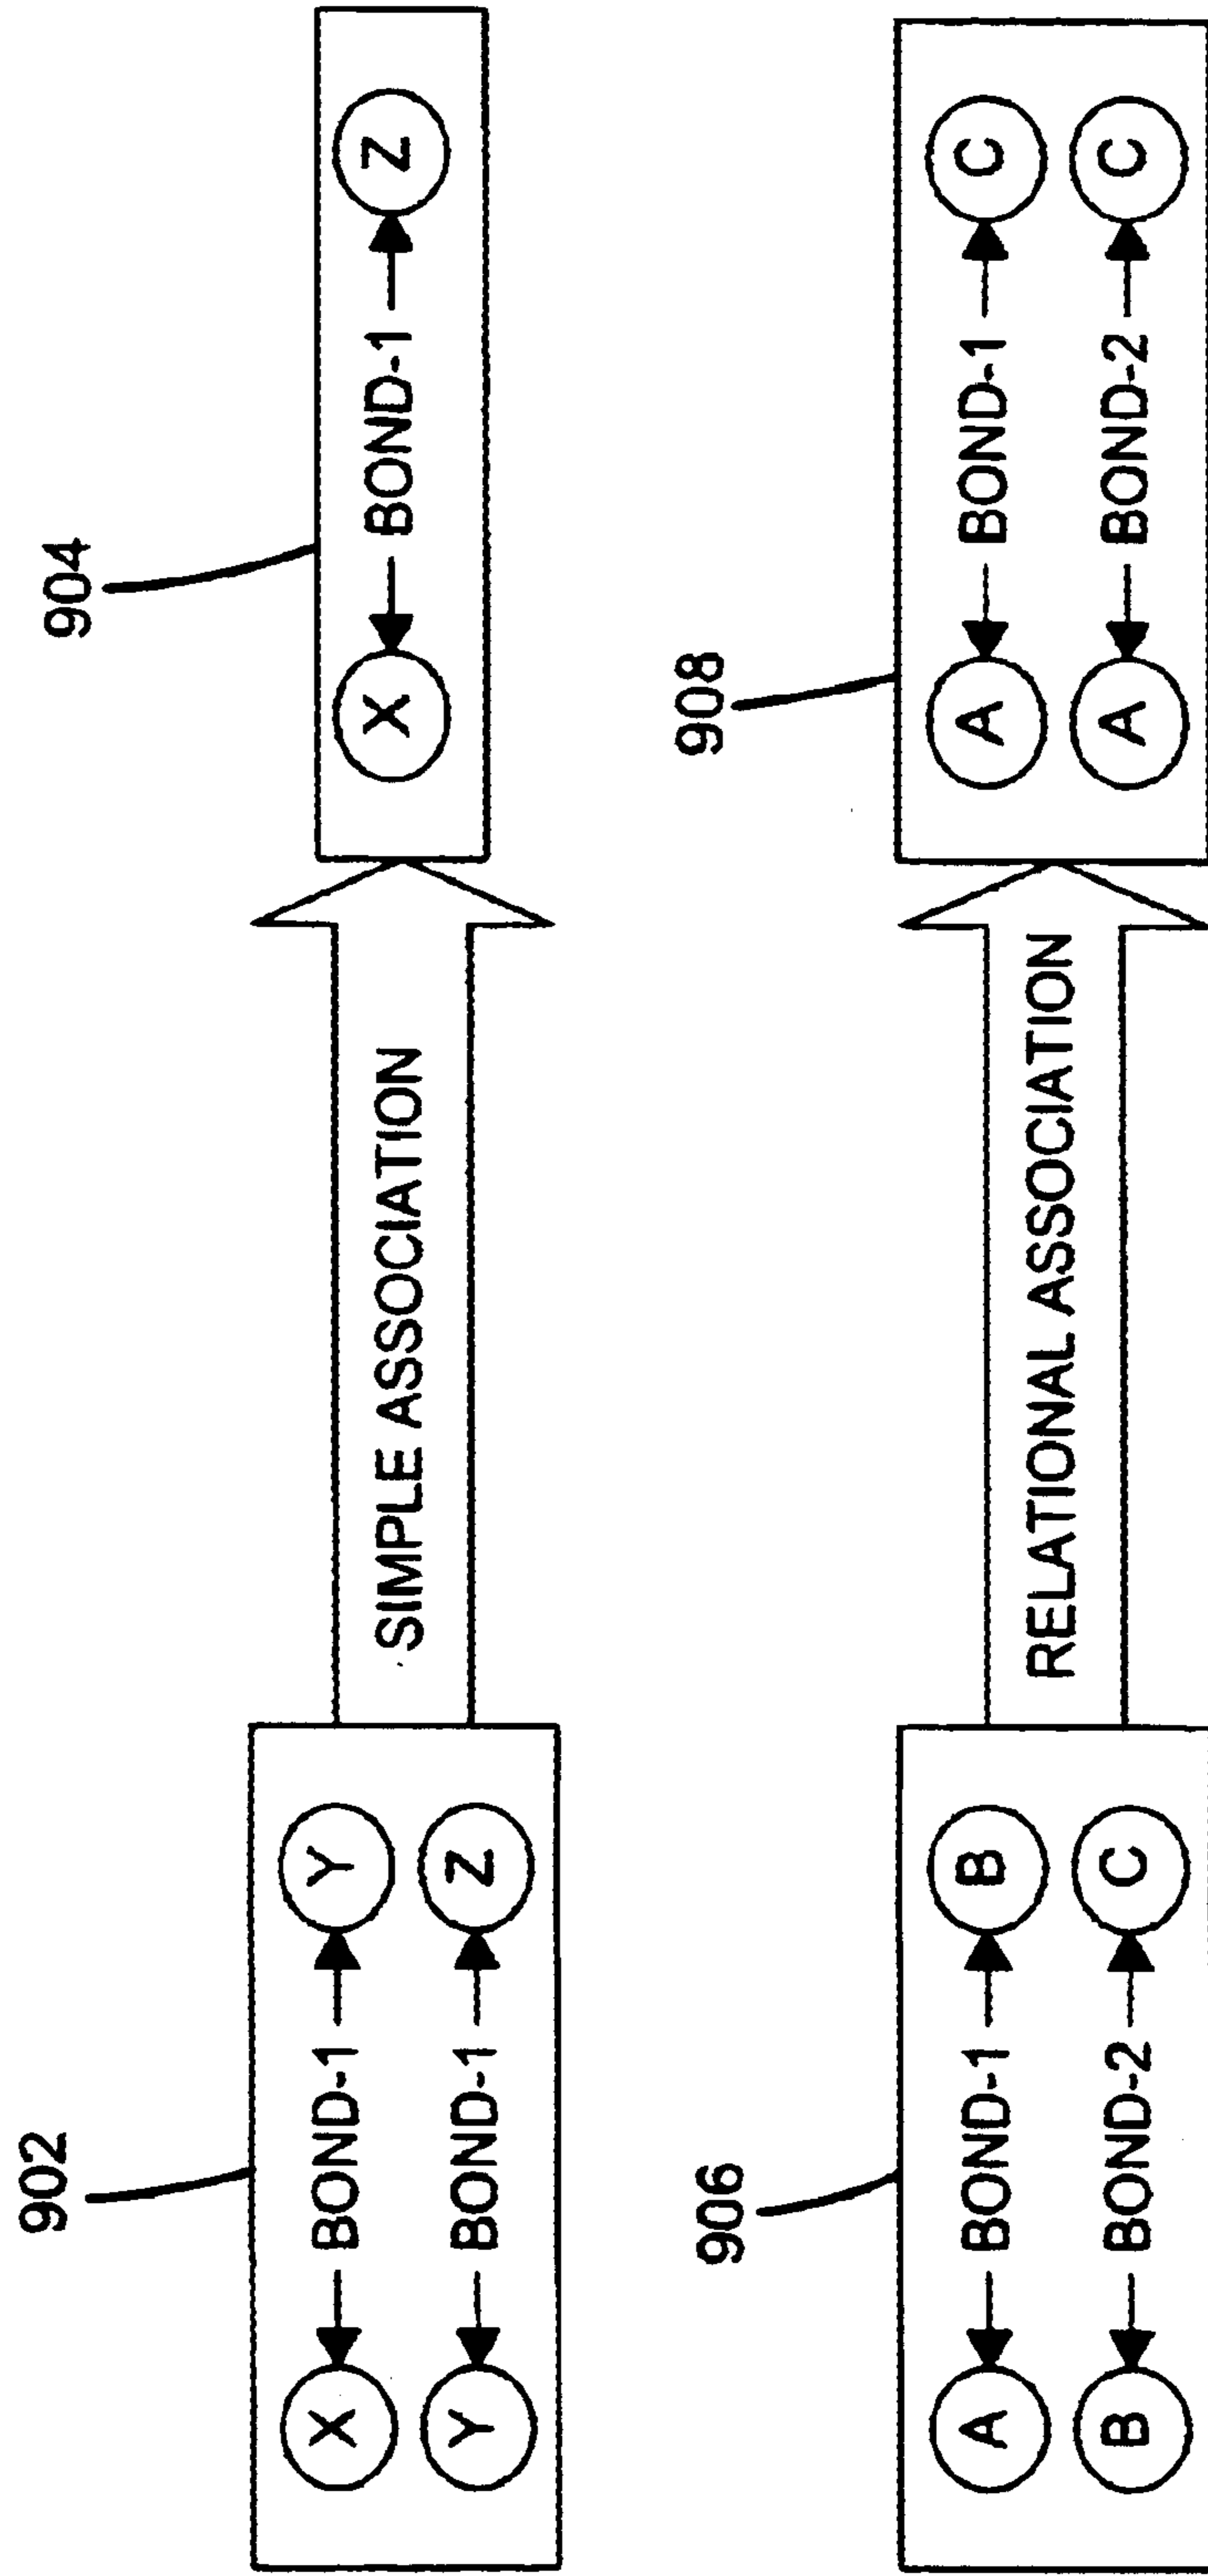 902
904
X BOND-1 Y
Y BOND-1 Z
SIMPLE ASSOCIATION
X BOND-1 Z
906
908
A BOND-1 B
B BOND-2 C
RELATIONAL ASSOCIATION
A BOND-1 C
A BOND-2 C